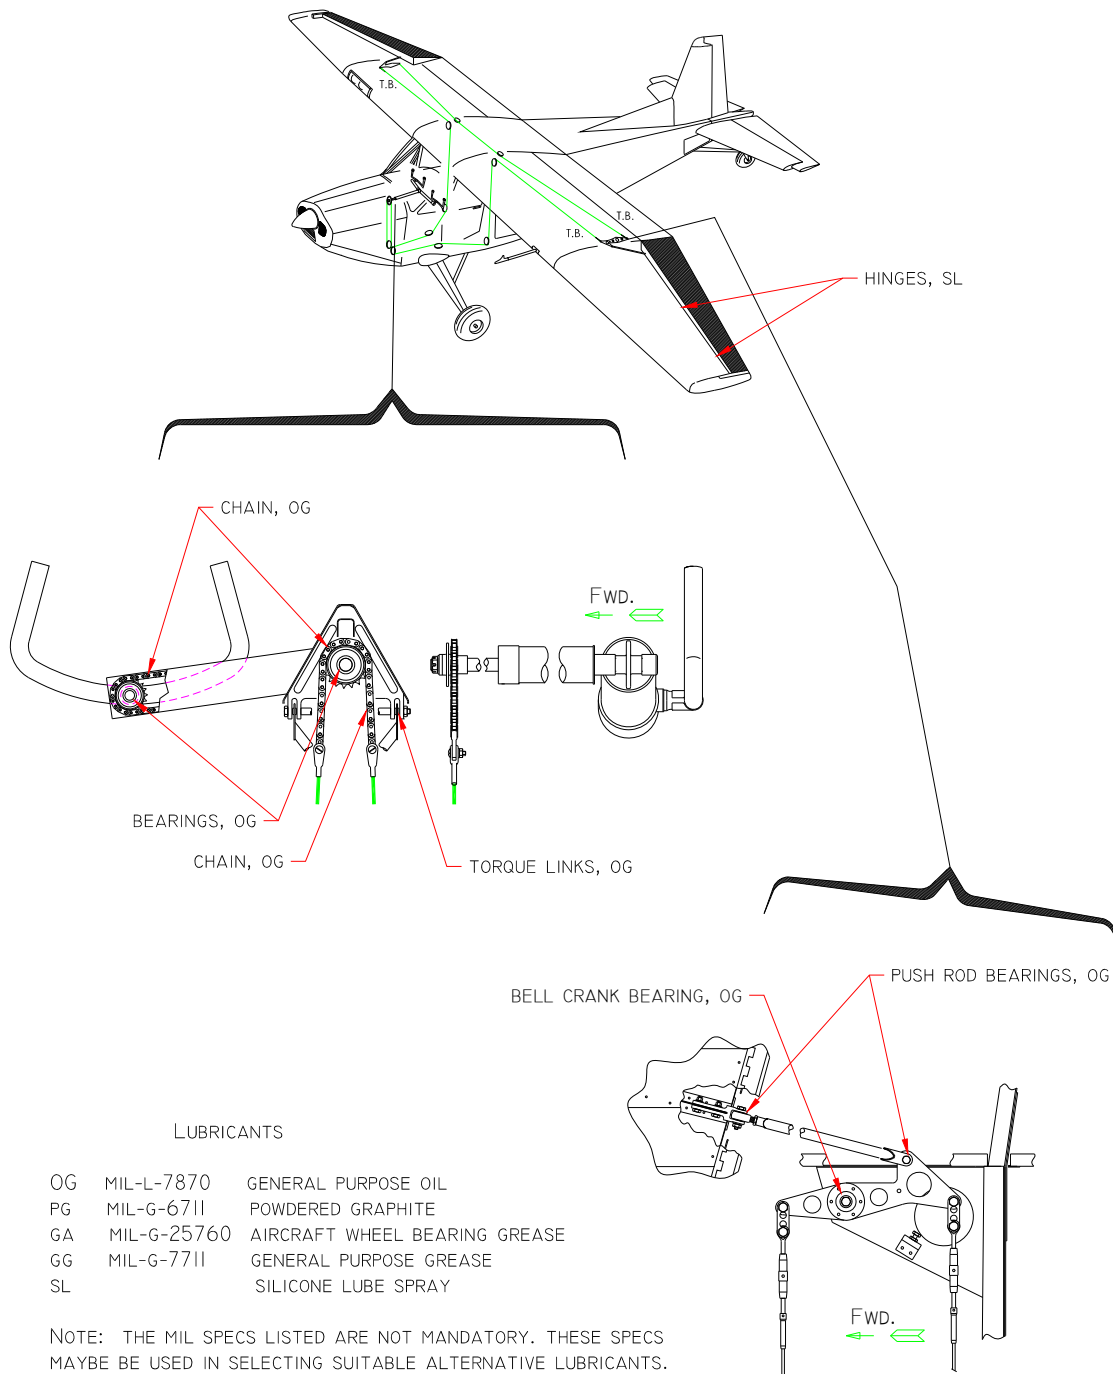 T.B.
T.B.
T.B.
HINGES, SL
CHAIN, OG
FWD.
BEARINGS, OG
CHAIN, OG
TORQUE LINKS, OG
PUSH ROD BEARINGS, OG
BELL CRANK BEARING, OG
LUBRICANTS
OG MIL-L-7870 GENERAL PURPOSE OIL
PG MIL-G-6711 POWDERED GRAPHITE
GA MIL-G-25760 AIRCRAFT WHEEL BEARING GREASE
GG MIL-G-7711 GENERAL PURPOSE GREASE
SL SILICONE LUBE SPRAY
FWD.
NOTE: THE MIL SPECS LISTED ARE NOT MANDATORY. THESE SPECS
MAYBE BE USED IN SELECTING SUITABLE ALTERNATIVE LUBRICANTS.